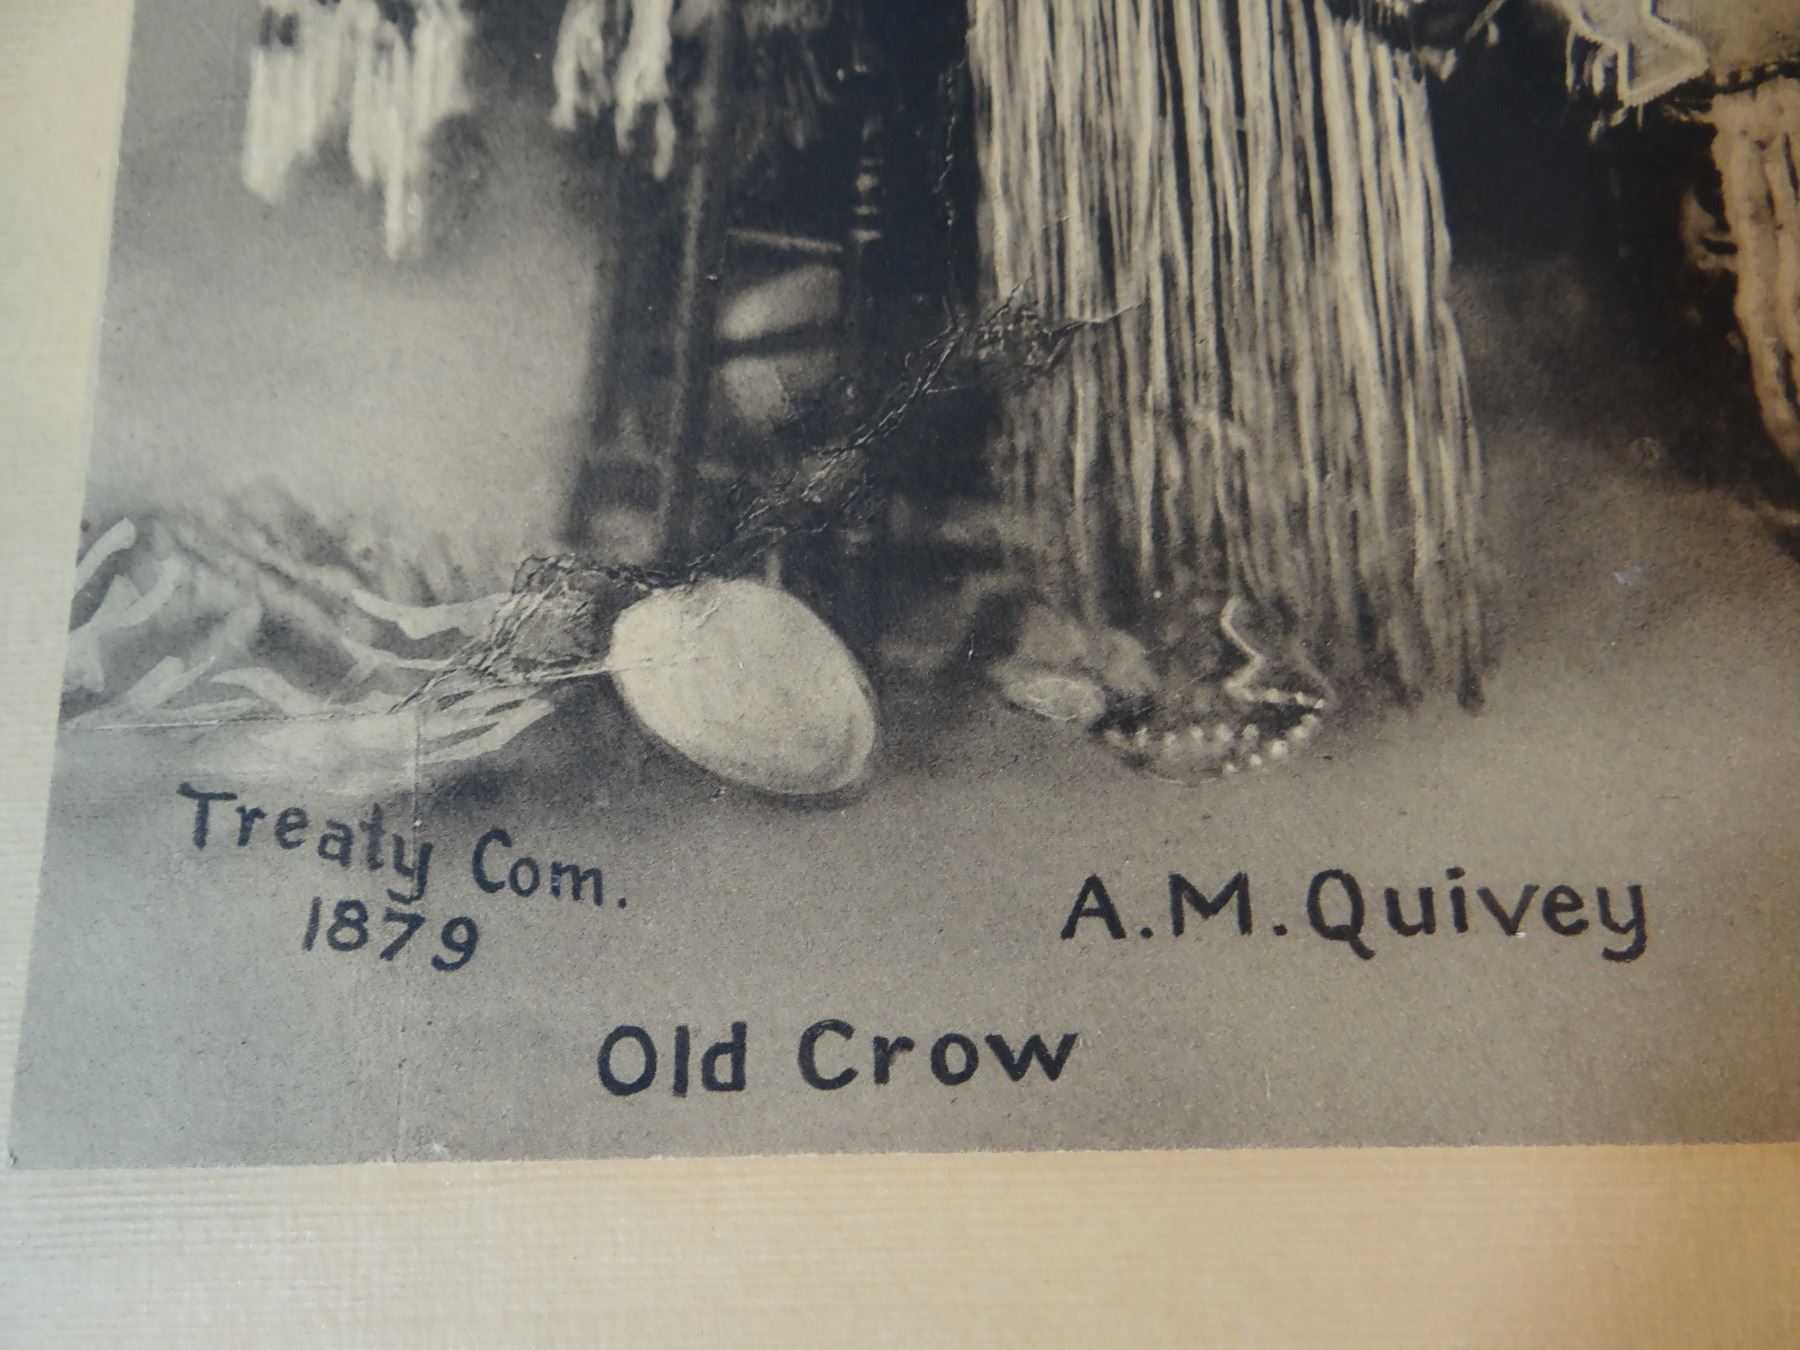 Treaty Com.
1879
A.M. Quivey
Old Crow